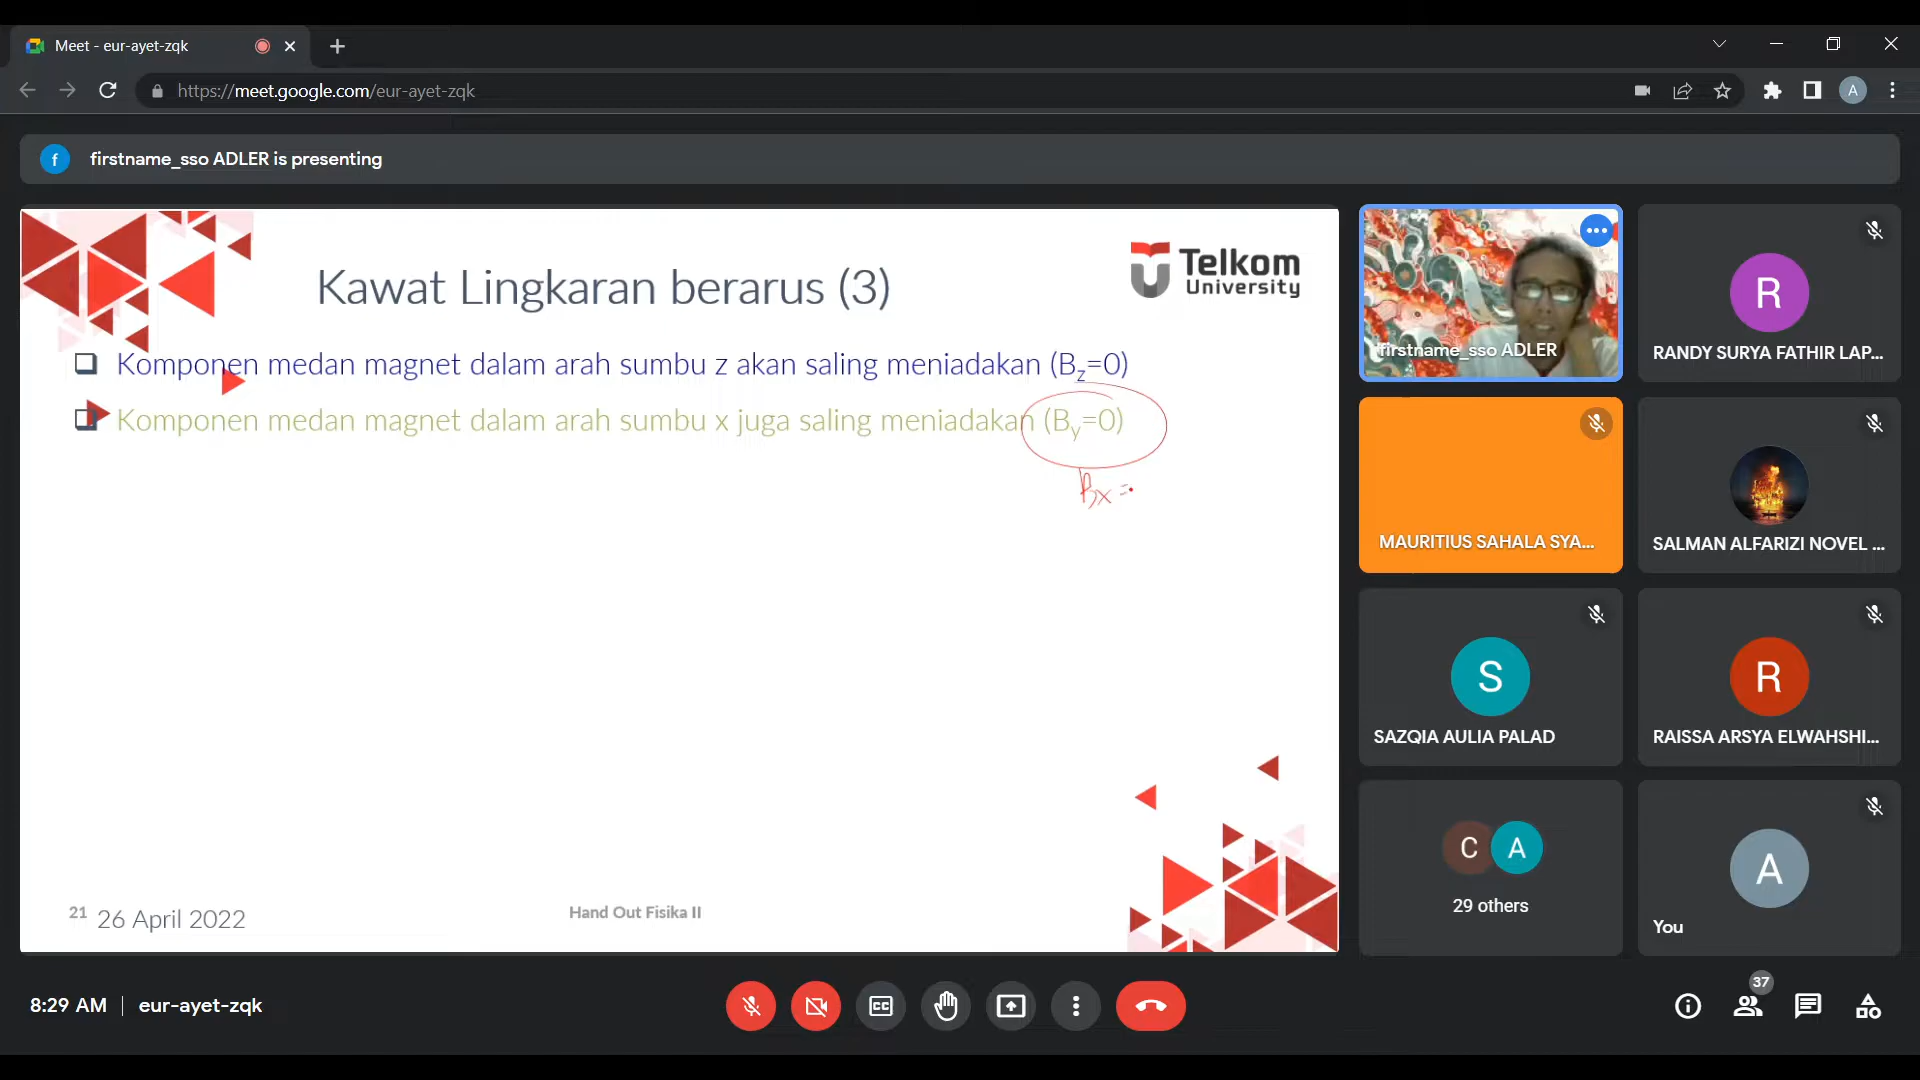 Meet - eur-ayet-zqk
https://meet.google.com/eur-ayet-zqk
A
f
firstname_sso ADLER is presenting
Telkom
University
Kawat Lingkaran berarus (3)
Komponen medan magnet dalam arah sumbu z akan saling meniadakan (Bz=0)
Komponen medan magnet dalam arah sumbu x juga saling meniadakan (By=0)
Bx =
21
26 April 2022
Hand Out Fisika II
firstname_sso ADLER
R
RANDY SURYA FATHIR LAP...
MAURITIUS SAHALA SYA...
SALMAN ALFARIZI NOVEL ...
S
SAZQIA AULIA PALAD
R
RAISSA ARSYA ELWAHSHI...
C A
29 others
A
You
8:29 AM | eur-ayet-zqk
CC
37